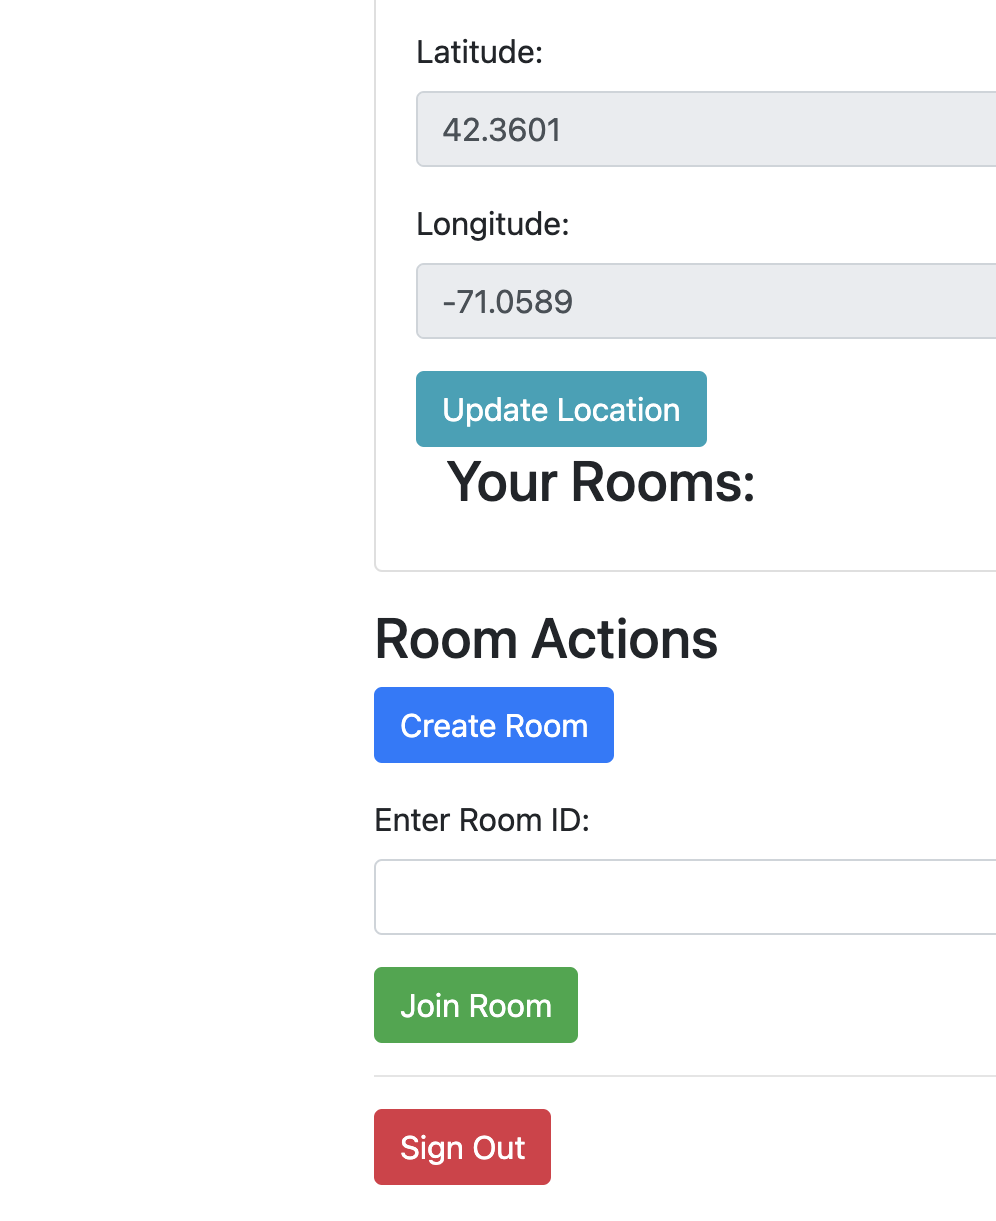 Latitude:
42.3601
Longitude:
-71.0589
Update Location
Your Rooms:
Room Actions
Create Room
Enter Room ID:
Join Room
Sign Out